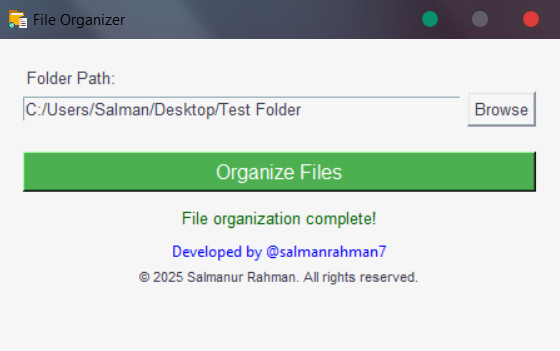 File Organizer
Folder Path:
C:/Users/Salman/Desktop/Test Folder
Browse
Organize Files
File organization complete!
Developed by @salmanrahman7
© 2025 Salmanur Rahman. All rights reserved.